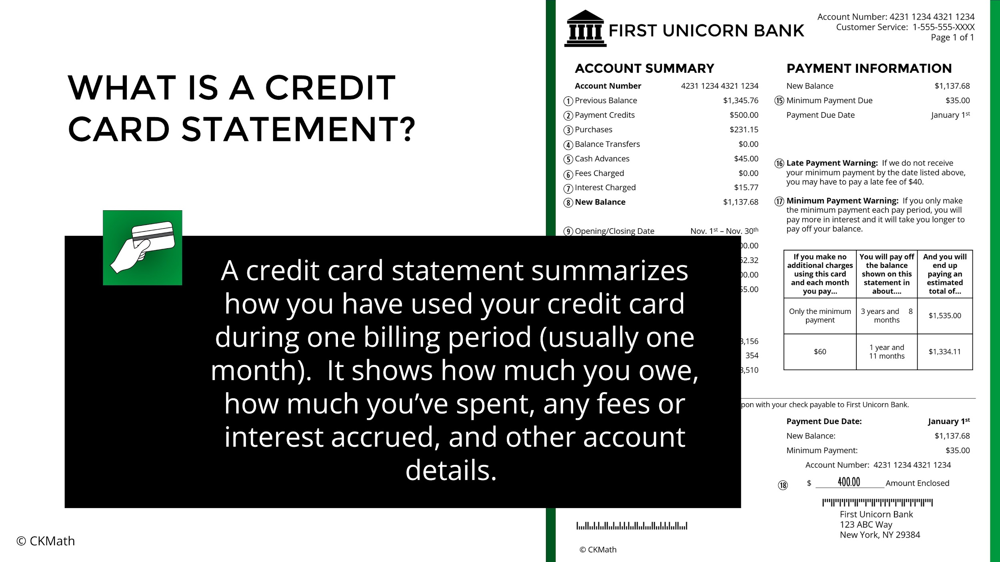 WHAT IS A CREDIT
CARD STATEMENT?
A credit card statement summarizes
how you have used your credit card
during one billing period (usually one
month).  It shows how much you owe,
how much you’ve spent, any fees or
interest accrued, and other account
details.
© CKMath
FIRST UNICORN BANK
Account Number: 4231 1234 4321 1234
Customer Service:  1-555-555-XXXX
Page 1 of 1
ACCOUNT SUMMARY
Account Number 4231 1234 4321 1234
① Previous Balance $1,345.76
② Payment Credits $500.00
③ Purchases $231.15
④ Balance Transfers $0.00
⑤ Cash Advances $45.00
⑥ Fees Charged $0.00
⑦ Interest Charged $15.77
⑧ New Balance $1,137.68
⑨ Opening/Closing Date Nov. 1st – Nov. 30th
00.00
52.32
00.00
55.00
3,156
354
3,510
PAYMENT INFORMATION
New Balance $1,137.68
⑮ Minimum Payment Due $35.00
Payment Due Date January 1st
⑯ Late Payment Warning:  If we do not receive
your minimum payment by the date listed above,
you may have to pay a late fee of $40.
⑰ Minimum Payment Warning:  If you only make
the minimum payment each pay period, you will
pay more in interest and it will take you longer to
pay off your balance.
If you make no
additional charges
using this card
and each month
you pay...
You will pay off
the balance
shown on this
statement in
about....
And you will
end up
paying an
estimated
total of...
Only the minimum
payment
3 years and 8
months
$1,535.00
$60
1 year and
11 months
$1,334.11
pon with your check payable to First Unicorn Bank.
Payment Due Date: January 1st
New Balance: $1,137.68
Minimum Payment: $35.00
Account Number:  4231 1234 4321 1234
⑱ $ 400.00 Amount Enclosed
First Unicorn Bank
123 ABC Way
New York, NY 29384
© CKMath